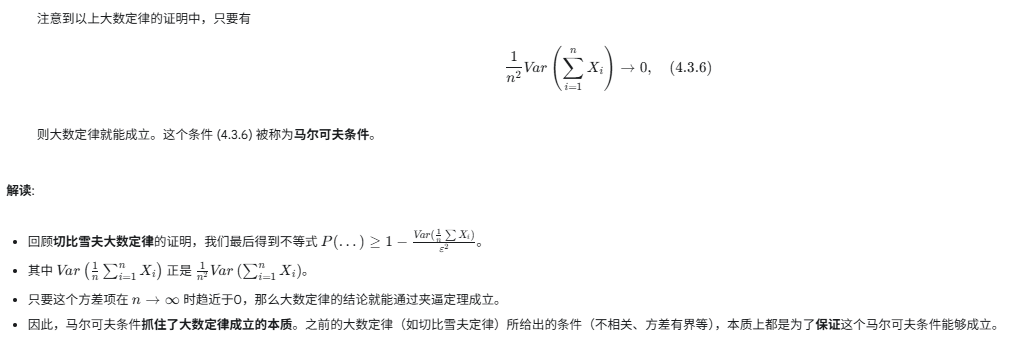 注意到以上大数定律的证明中，只要有
$$\frac{1}{n^2} Var\left(\sum_{i=1}^{n} X_i\right) \to 0, \quad (4.3.6)$$
则大数定律就能成立。这个条件 (4.3.6) 被称为马尔可夫条件。
解读:
• 回顾切比雪夫大数定律的证明，我们最后得到不等式 $P(\ldots) \geq 1 - \frac{Var(\frac{1}{n}\sum X_i)}{\varepsilon^2}$。
• 其中 $Var\left(\frac{1}{n}\sum_{i=1}^{n} X_i\right)$ 正是 $\frac{1}{n^2} Var\left(\sum_{i=1}^{n} X_i\right)$。
• 只要这个方差项在 $n \to \infty$ 时趋近于0，那么大数定律的结论就能通过夹逼定理成立。
• 因此，马尔可夫条件抓住了大数定律成立的本质。之前的大数定律（如切比雪夫定律）所给出的条件（不相关、方差有界等），本质上都是为了保证这个马尔可夫条件能够成立。